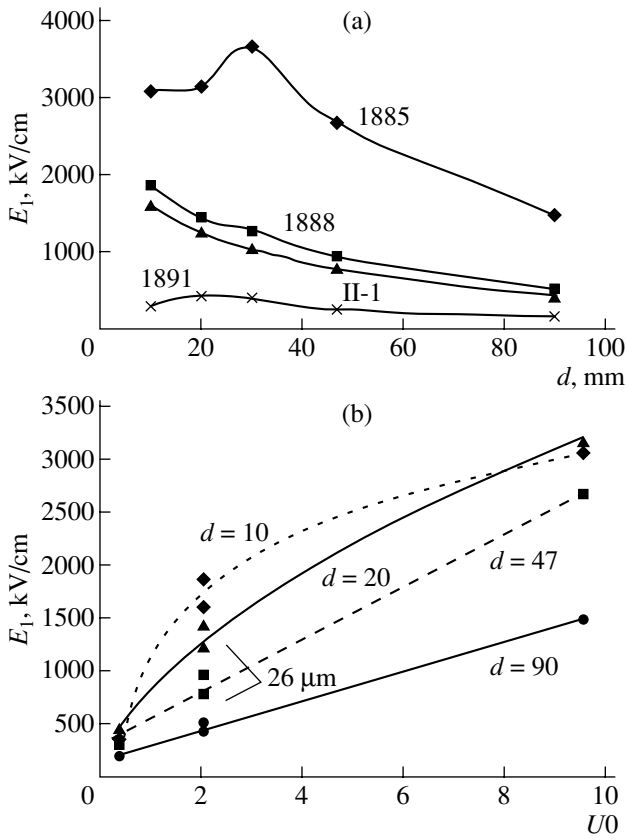 (a)
4000
3000
2000
1000
0
E1, kV/cm
1885
1888
1891
II-1
20
40
60
80
100
d, mm
(b)
3500
3000
2500
2000
1500
1000
500
0
E1, kV/cm
d = 10
d = 20
d = 47
26 μm
d = 90
2
4
6
8
10
U0